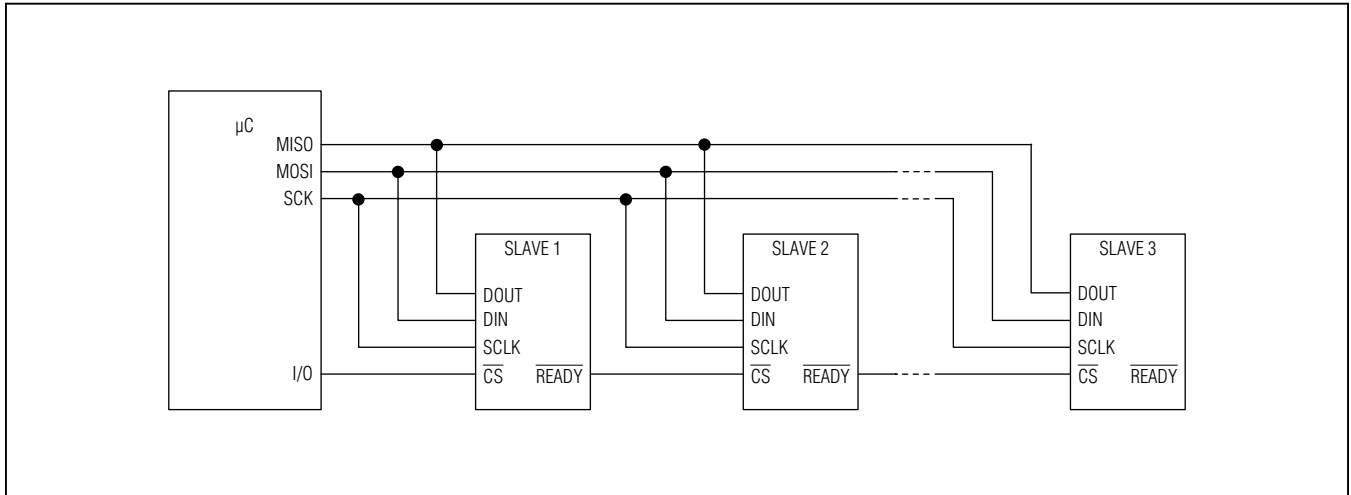 μC
MISO
MOSI
SCK
I/O
SLAVE 1
DOUT
DIN
SCLK
CS
READY
SLAVE 2
DOUT
DIN
SCLK
CS
READY
SLAVE 3
DOUT
DIN
SCLK
CS
READY